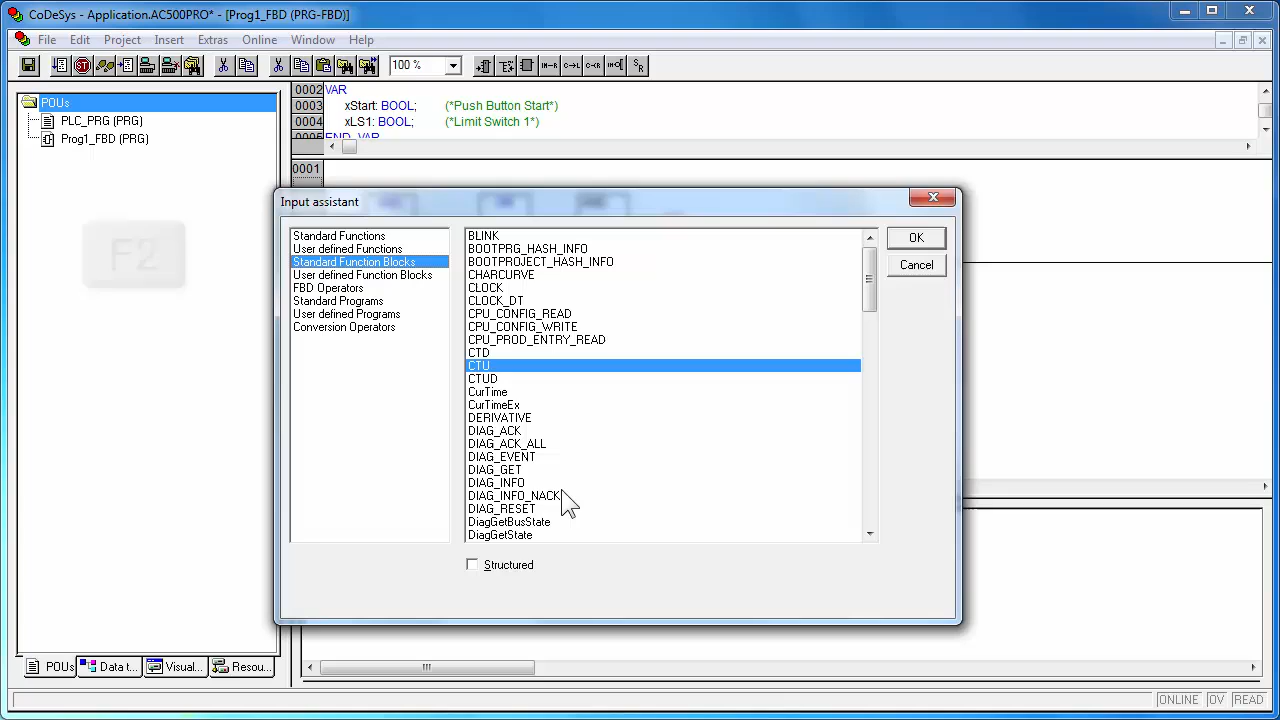 CoDeSys - Application.AC500PRO* - [Prog1_FBD (PRG-FBD)]
File Edit Project Insert Extras Online Window Help
100 %
POUs
PLC_PRG (PRG)
Prog1_FBD (PRG)
0002 VAR
0003 xStart: BOOL; (*Push Button Start*)
0004 xLS1: BOOL; (*Limit Switch 1*)
0005 END_VAR
0001
F2
Input assistant
Standard Functions
User defined Functions
Standard Function Blocks
User defined Function Blocks
FBD Operators
Standard Programs
User defined Programs
Conversion Operators
BLINK
BOOTPRG_HASH_INFO
BOOTPROJECT_HASH_INFO
CHARCURVE
CLOCK
CLOCK_DT
CPU_CONFIG_READ
CPU_CONFIG_WRITE
CPU_PROD_ENTRY_READ
CTD
CTU
CTUD
CurTime
CurTimeEx
DERIVATIVE
DIAG_ACK
DIAG_ACK_ALL
DIAG_EVENT
DIAG_GET
DIAG_INFO
DIAG_INFO_NACK
DIAG_RESET
DiagGetBusState
DiagGetState
OK
Cancel
Structured
POUs Data t... Visual... Resou...
ONLINE OV READ